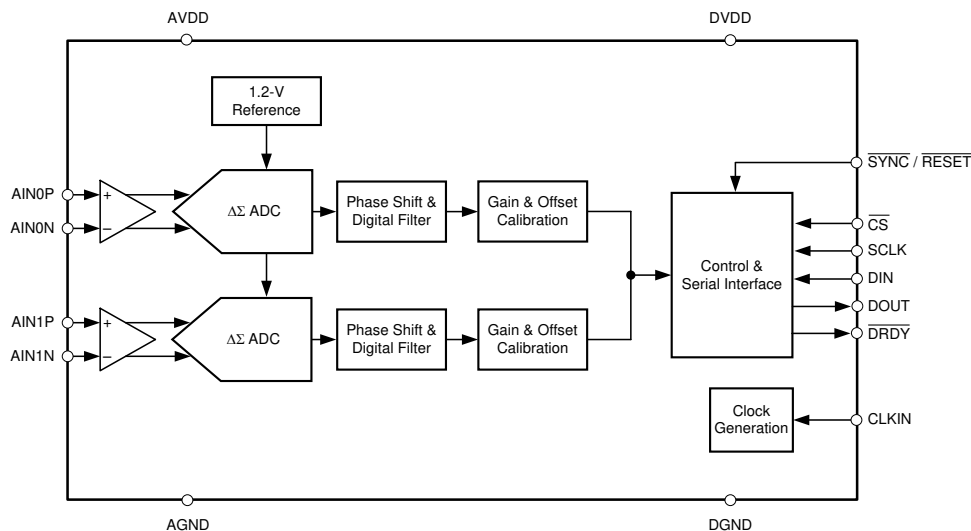 AVDD
DVDD
1.2-V
Reference
SYNC / RESET
AIN0P
+
ΔΣ ADC
Phase Shift &
Digital Filter
Gain & Offset
Calibration
AIN0N
−
CS
SCLK
Control &
Serial Interface
DIN
DOUT
DRDY
AIN1P
+
ΔΣ ADC
Phase Shift &
Digital Filter
Gain & Offset
Calibration
AIN1N
−
Clock
Generation
CLKIN
AGND
DGND